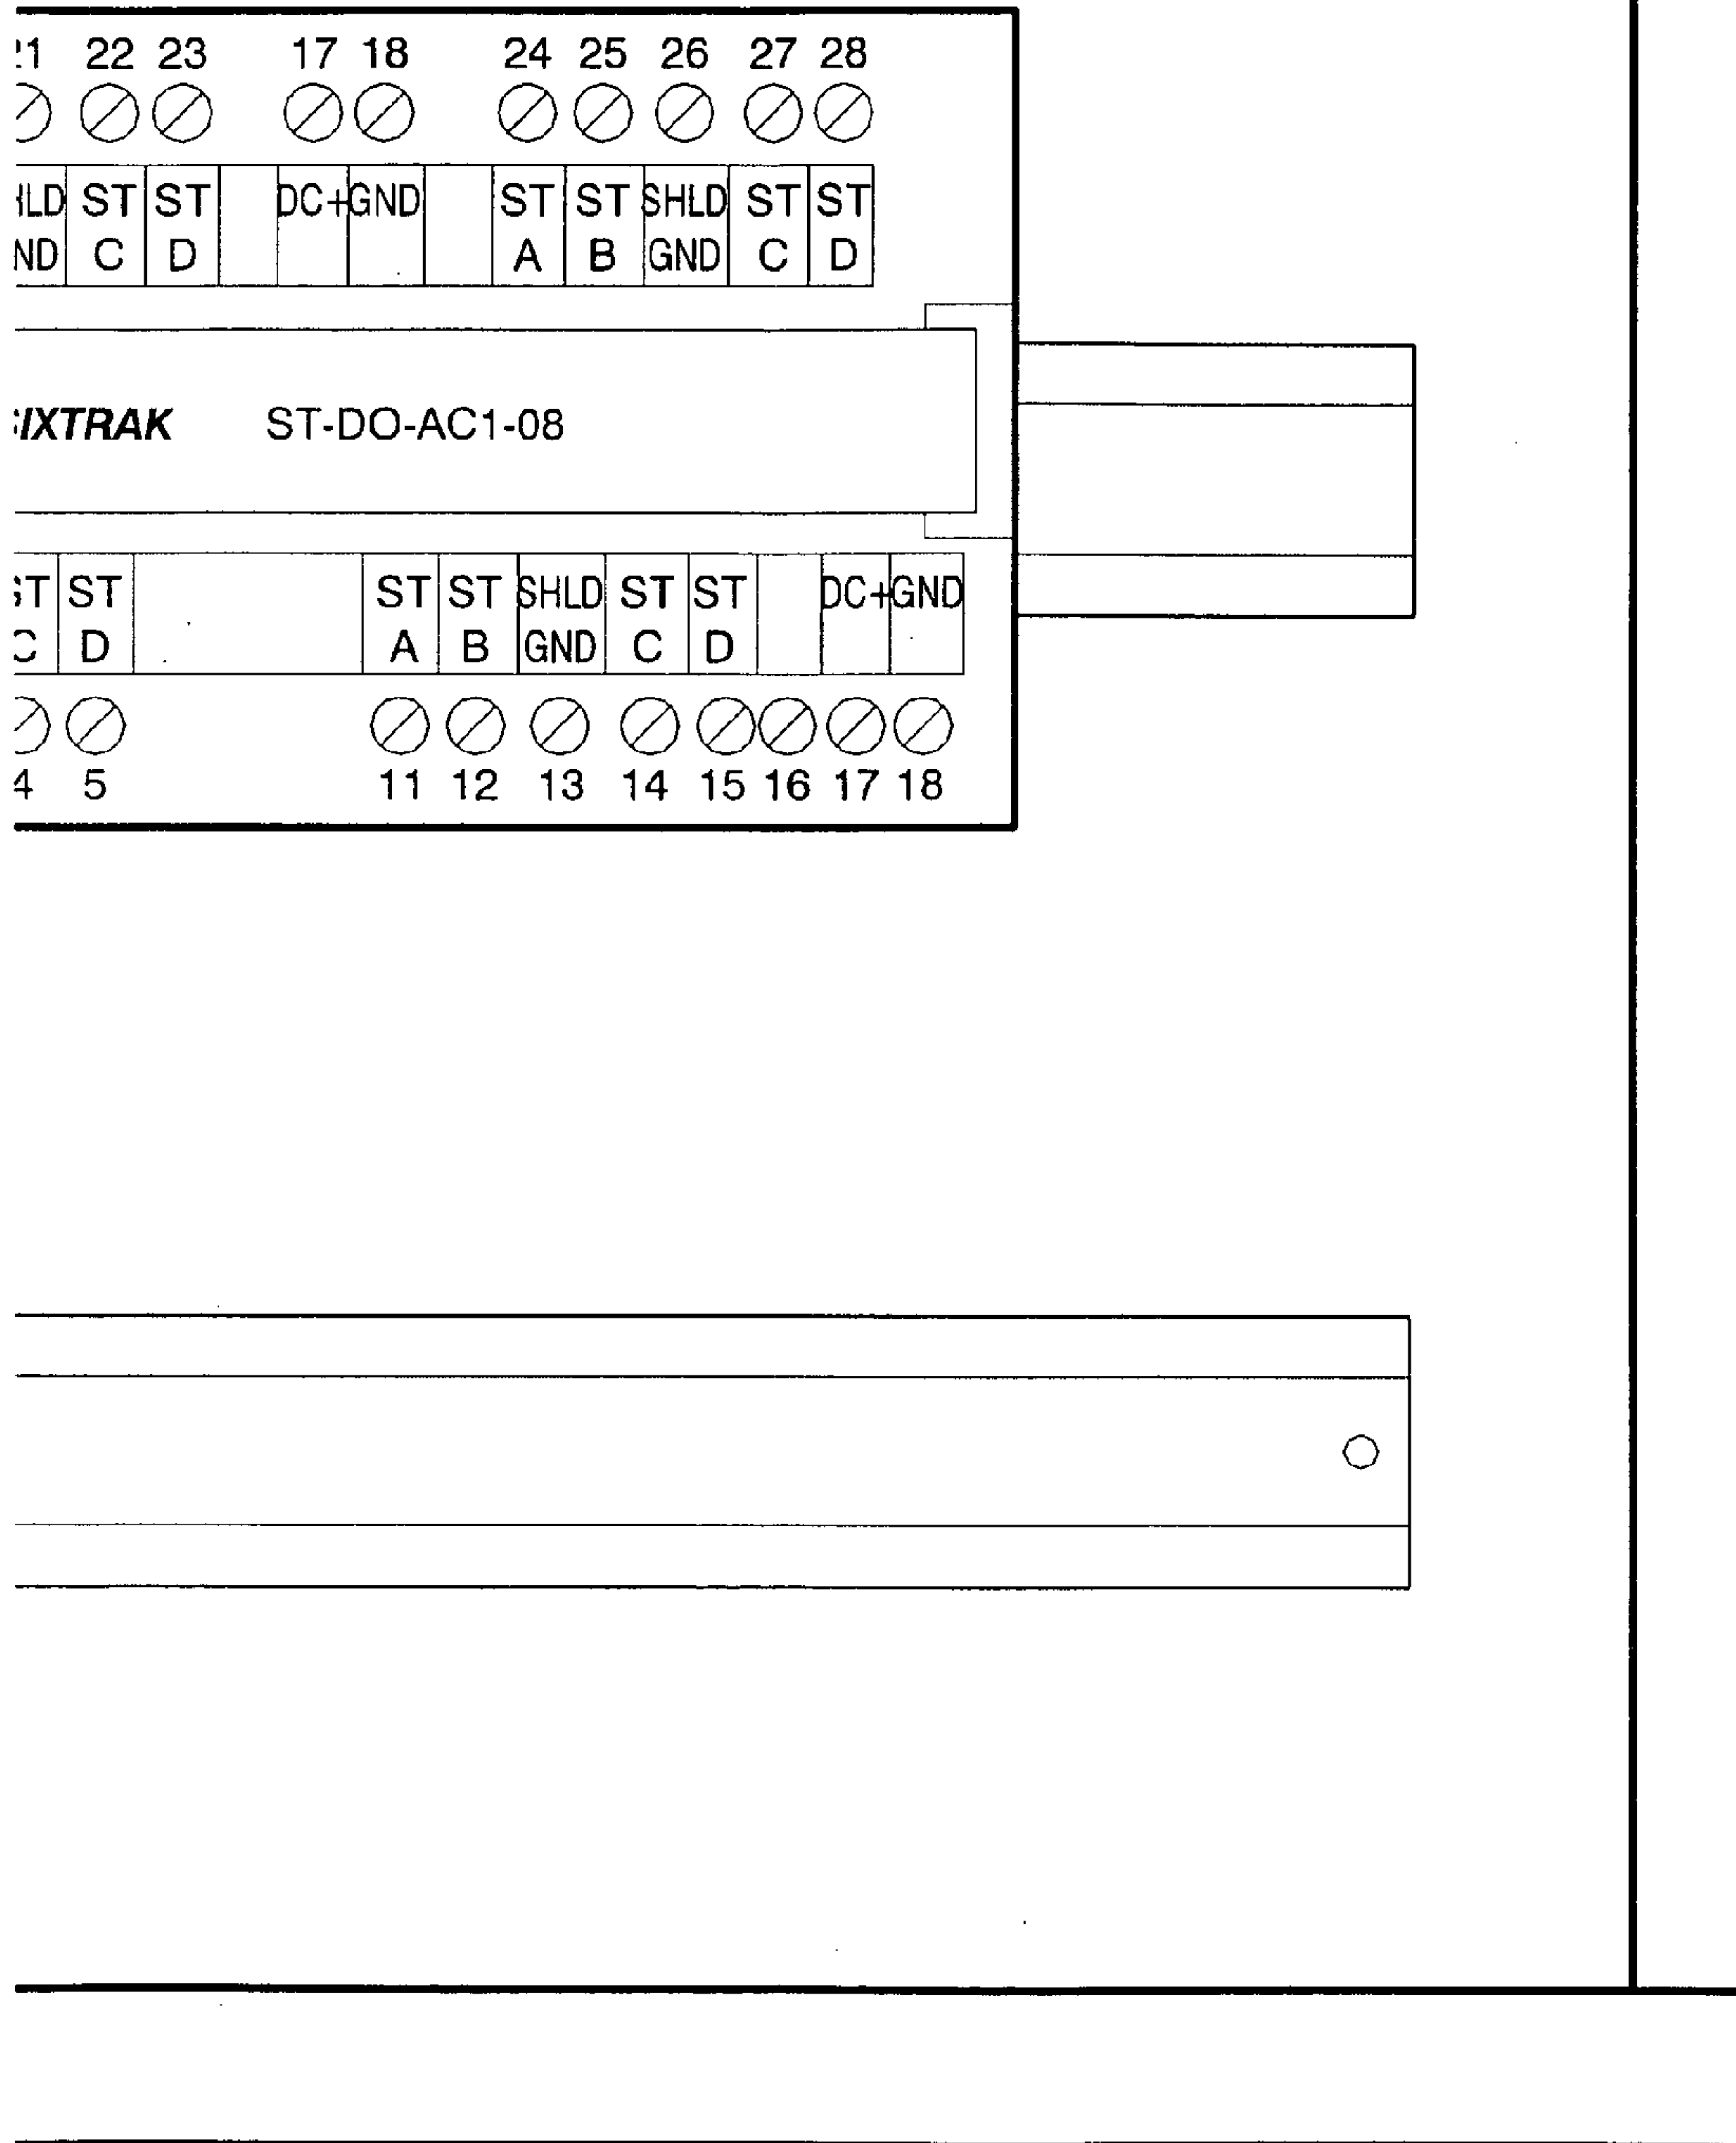 22 23 17 18 24 25 26 27 28
ST ST DC+ GND ST ST SHLD ST ST
C D A B GND C D
ST-DO-AC1-08
ST ST ST SHLD ST ST DC+ GND
D A B GND C D
5 11 12 13 14 15 16 17 18